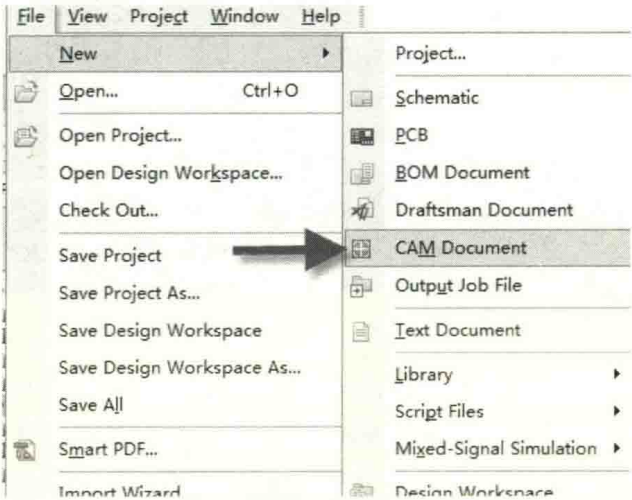 File View Project Window Help
New
Open... Ctrl+O
Open Project...
Open Design Workspace...
Check Out...
Save Project
Save Project As...
Save Design Workspace
Save Design Workspace As...
Save All
Smart PDF...
Import Wizard
Project...
Schematic
PCB
BOM Document
Draftsman Document
CAM Document
Output Job File
Text Document
Library
Script Files
Mixed-Signal Simulation
Design Workspace